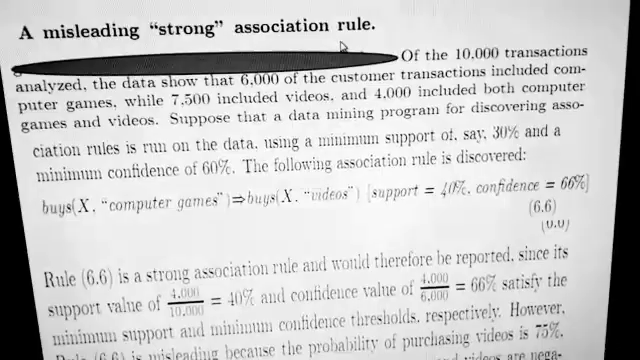 A misleading “strong” association rule.
Of the 10,000 transactions
analyzed, the data show that 6,000 of the customer transactions included com-
puter games, while 7,500 included videos, and 4,000 included both computer
games and videos. Suppose that a data mining program for discovering asso-
ciation rules is run on the data, using a minimum support of, say, 30% and a
minimum confidence of 60%. The following association rule is discovered:
buys(X, “computer games”)⇒buys(X, “videos”) [support = 40%, confidence = 66%]
(6.6)
Rule (6.6) is a strong association rule and would therefore be reported, since its
support value of 4,000/10,000 = 40% and confidence value of 4,000/6,000 = 66% satisfy the
minimum support and minimum confidence thresholds, respectively. However,
Rule (6.6) is misleading because the probability of purchasing videos is 75%,
videos are nega-